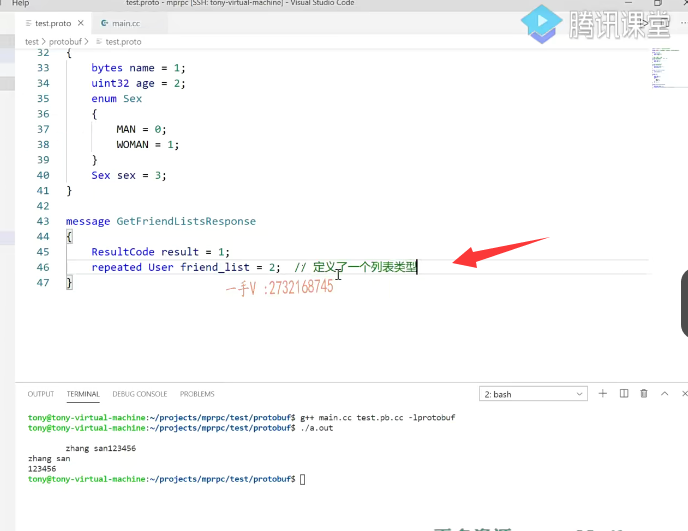 Help
test.proto - mprpc [SSH: tony-virtual-machine] - Visual Studio Code
test.proto × main.cc
腾讯课堂
test > protobuf > test.proto
32 {
33 bytes name = 1;
34 uint32 age = 2;
35 enum Sex
36 {
37 MAN = 0;
38 WOMAN = 1;
39 }
40 Sex sex = 3;
41 }
42
43 message GetFriendListsResponse
44 {
45 ResultCode result = 1;
46 repeated User friend_list = 2; // 定义了一个列表类型
47 }
一手V :2732168745
OUTPUT TERMINAL DEBUG CONSOLE PROBLEMS 2: bash
tony@tony-virtual-machine:~/projects/mprpc/test/protobuf$ g++ main.cc test.pb.cc -lprotobuf
tony@tony-virtual-machine:~/projects/mprpc/test/protobuf$ ./a.out
zhang san123456
zhang san
123456
tony@tony-virtual-machine:~/projects/mprpc/test/protobuf$